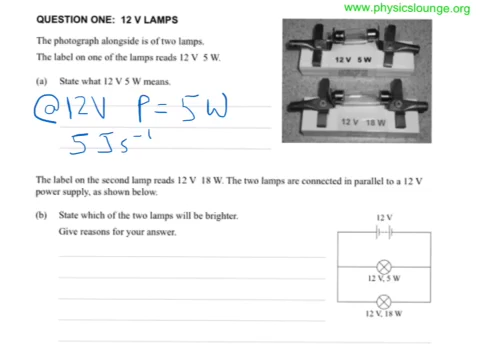 www.physicslounge.org
QUESTION ONE: 12 V LAMPS
The photograph alongside is of two lamps.
The label on one of the lamps reads 12 V 5 W.
12 V 5 W
12 V 18 W
(a) State what 12 V 5 W means.
@12V P = 5 W
5 Js⁻¹
The label on the second lamp reads 12 V 18 W. The two lamps are connected in parallel to a 12 V
power supply, as shown below.
(b) State which of the two lamps will be brighter.
Give reasons for your answer.
12 V
12 V, 5 W
12 V, 18 W